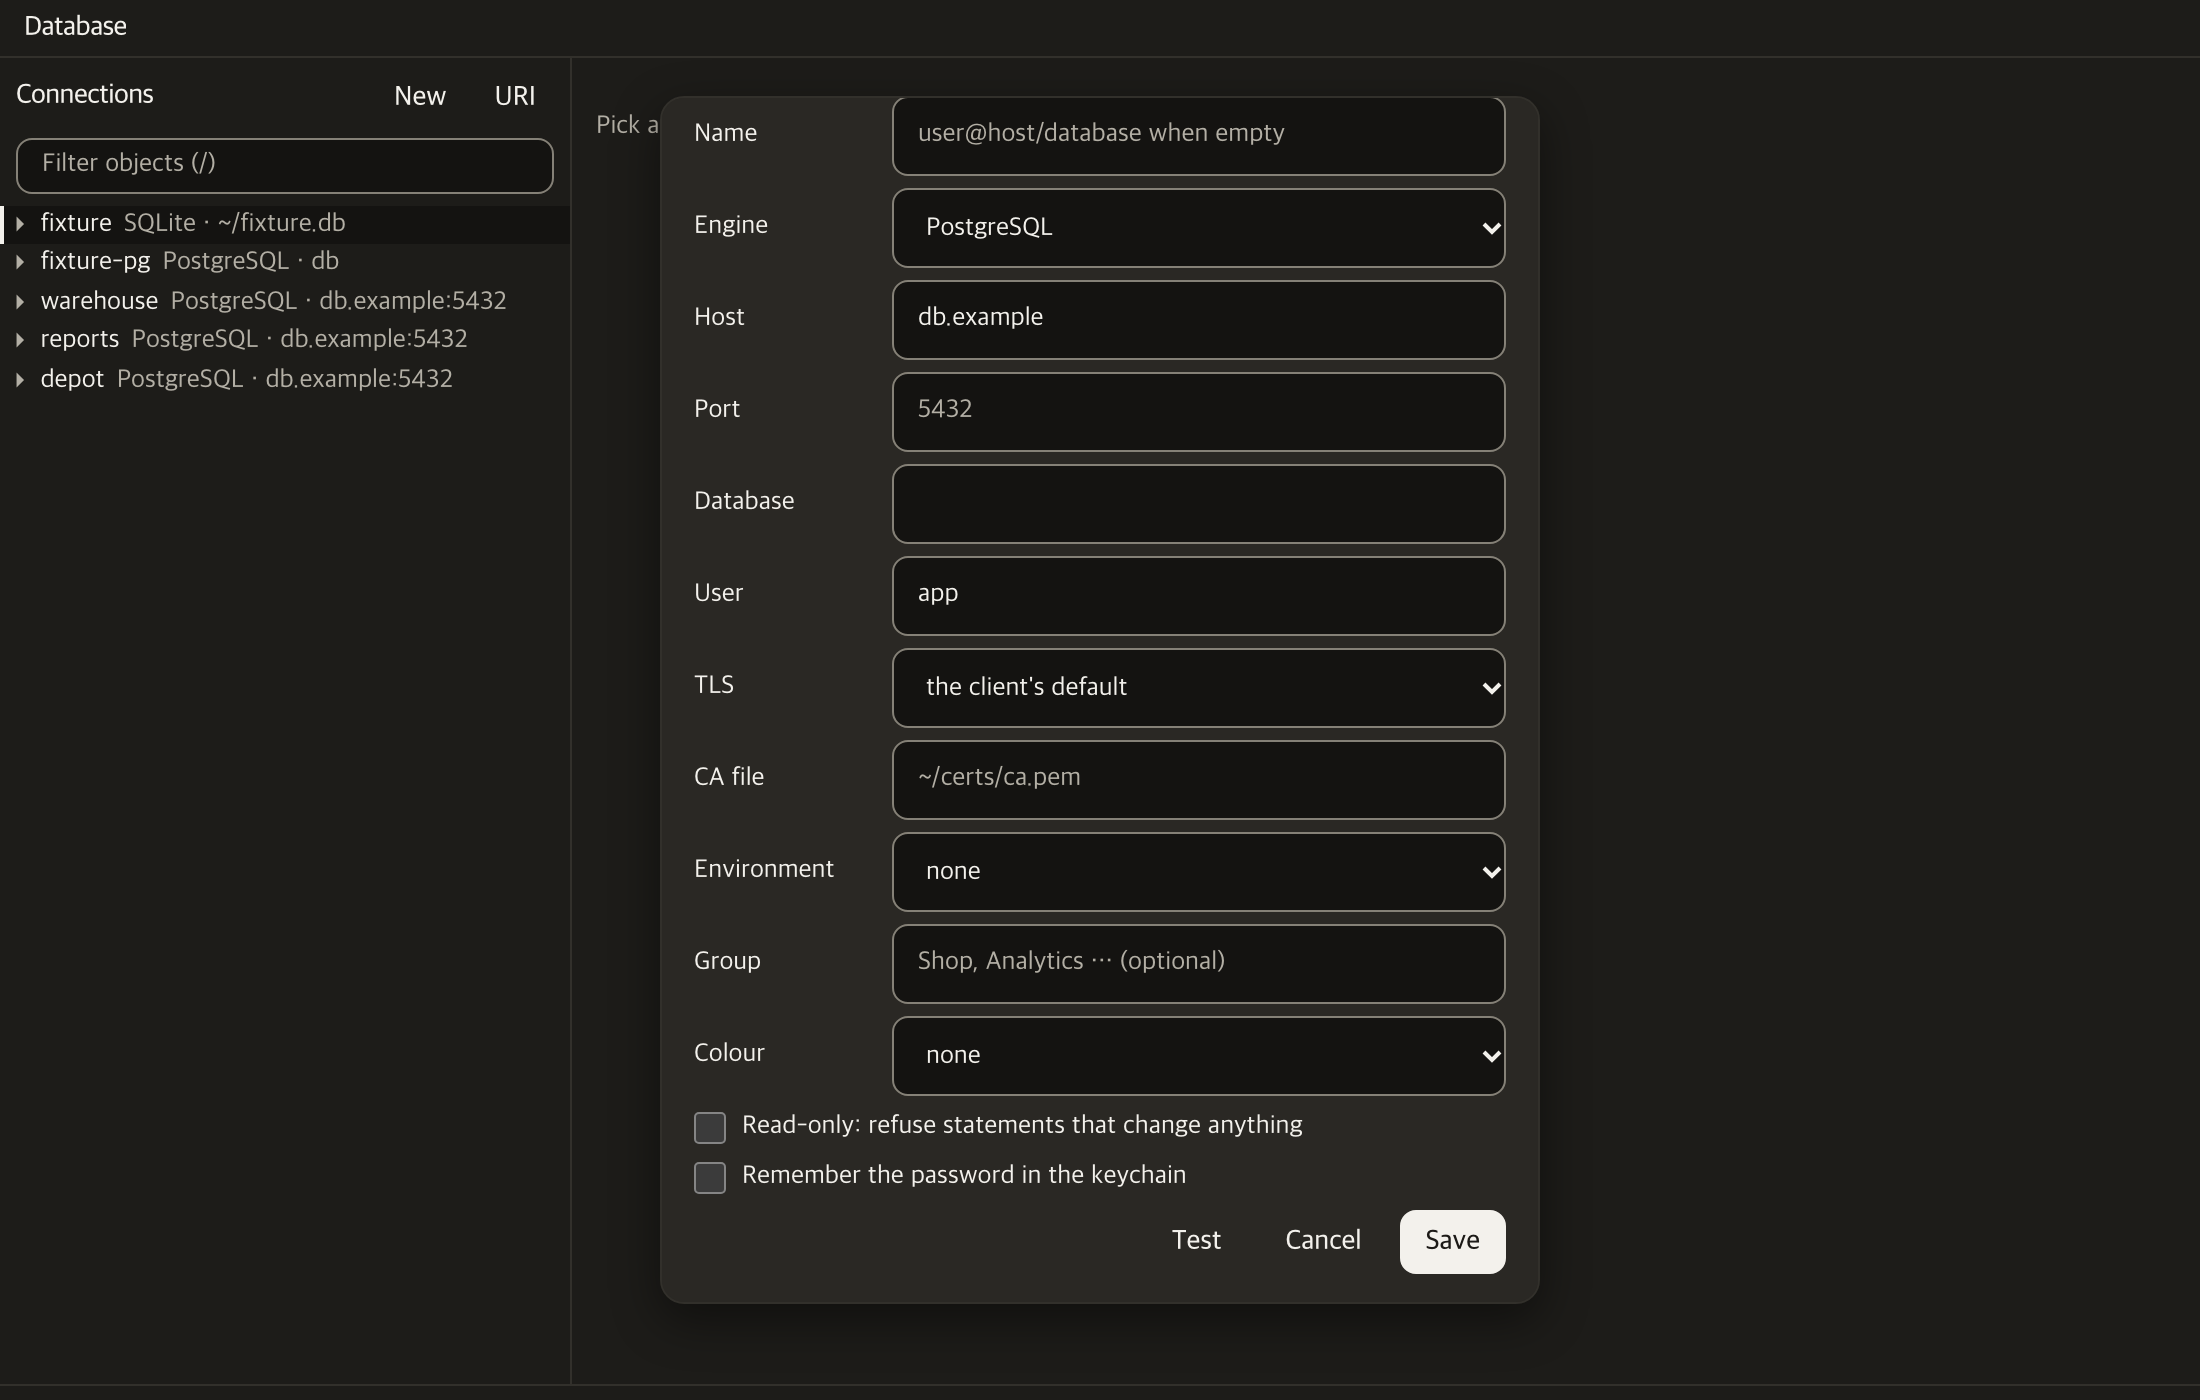 Database
Connections New URI
Filter objects (/)
fixture SQLite · ~/fixture.db
fixture-pg PostgreSQL · db
warehouse PostgreSQL · db.example:5432
reports PostgreSQL · db.example:5432
depot PostgreSQL · db.example:5432
Pick a
Name user@host/database when empty
Engine PostgreSQL
Host db.example
Port 5432
Database
User app
TLS the client's default
CA file ~/certs/ca.pem
Environment none
Group Shop, Analytics ··· (optional)
Colour none
Read-only: refuse statements that change anything
Remember the password in the keychain
Test Cancel Save